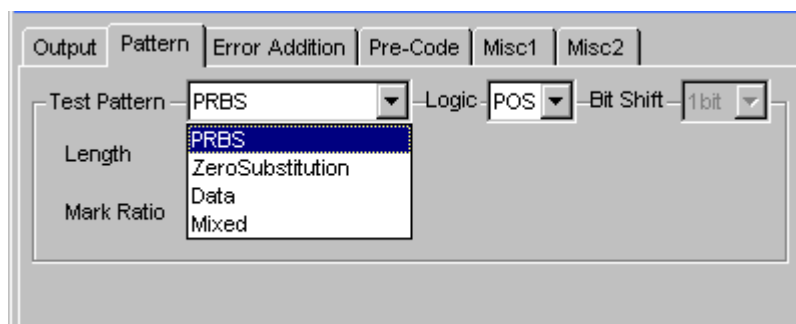 Output Pattern Error Addition Pre-Code Misc1 Misc2
Test Pattern PRBS Logic POS Bit Shift 1bit
PRBS
Length
ZeroSubstitution
Data
Mark Ratio
Mixed